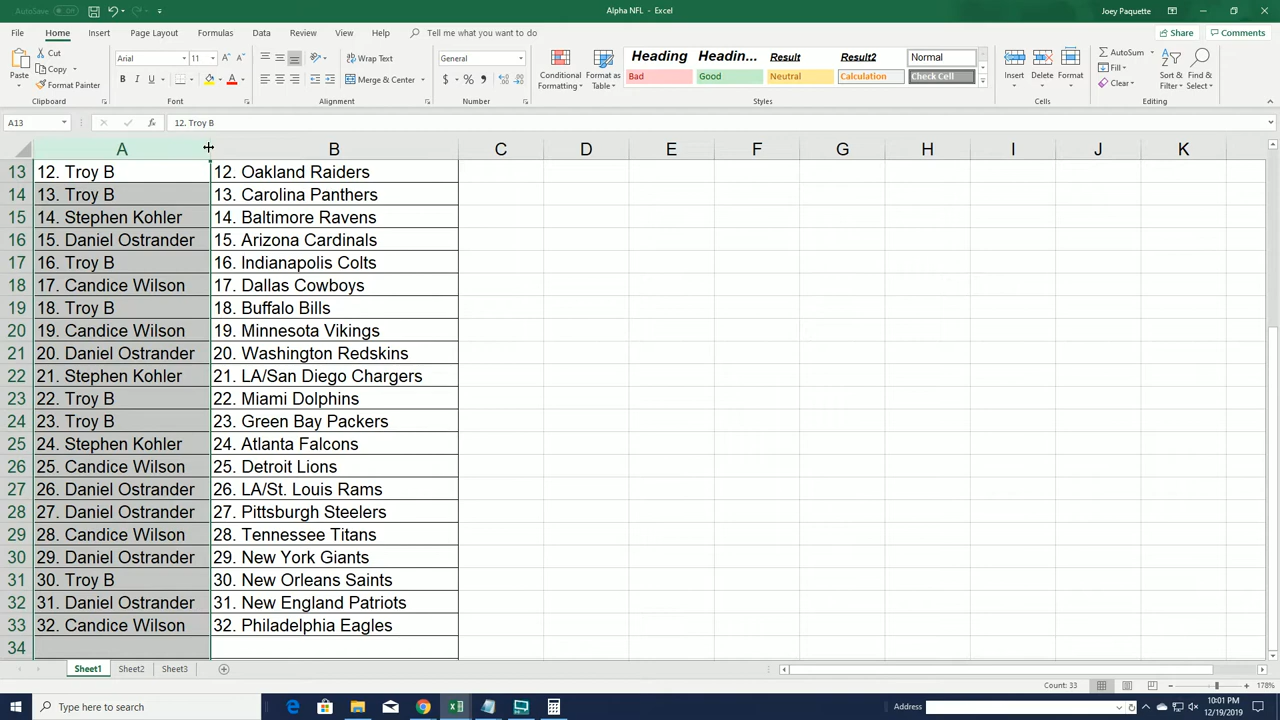 AutoSave Off Alpha NFL - Excel Joey Paquette
File Home Insert Page Layout Formulas Data Review View Help Tell me what you want to do Share Comments
Paste Cut Copy Format Painter Clipboard
Arial 11 B I U A Font
Wrap Text Merge & Center Alignment
General $ % Number
Conditional Formatting Format as Table
Heading Headin... Result Result2 Normal
Bad Good Neutral Calculation Check Cell
Styles
Insert Delete Format Cells
AutoSum Fill Clear Sort & Filter Find & Select Editing
A13 fx 12. Troy B
A B C D E F G H I J K
13 12. Troy B 12. Oakland Raiders
14 13. Troy B 13. Carolina Panthers
15 14. Stephen Kohler 14. Baltimore Ravens
16 15. Daniel Ostrander 15. Arizona Cardinals
17 16. Troy B 16. Indianapolis Colts
18 17. Candice Wilson 17. Dallas Cowboys
19 18. Troy B 18. Buffalo Bills
20 19. Candice Wilson 19. Minnesota Vikings
21 20. Daniel Ostrander 20. Washington Redskins
22 21. Stephen Kohler 21. LA/San Diego Chargers
23 22. Troy B 22. Miami Dolphins
24 23. Troy B 23. Green Bay Packers
25 24. Stephen Kohler 24. Atlanta Falcons
26 25. Candice Wilson 25. Detroit Lions
27 26. Daniel Ostrander 26. LA/St. Louis Rams
28 27. Daniel Ostrander 27. Pittsburgh Steelers
29 28. Candice Wilson 28. Tennessee Titans
30 29. Daniel Ostrander 29. New York Giants
31 30. Troy B 30. New Orleans Saints
32 31. Daniel Ostrander 31. New England Patriots
33 32. Candice Wilson 32. Philadelphia Eagles
34
Sheet1 Sheet2 Sheet3
Count: 33 178%
Type here to search Address 10:01 PM
12/19/2019